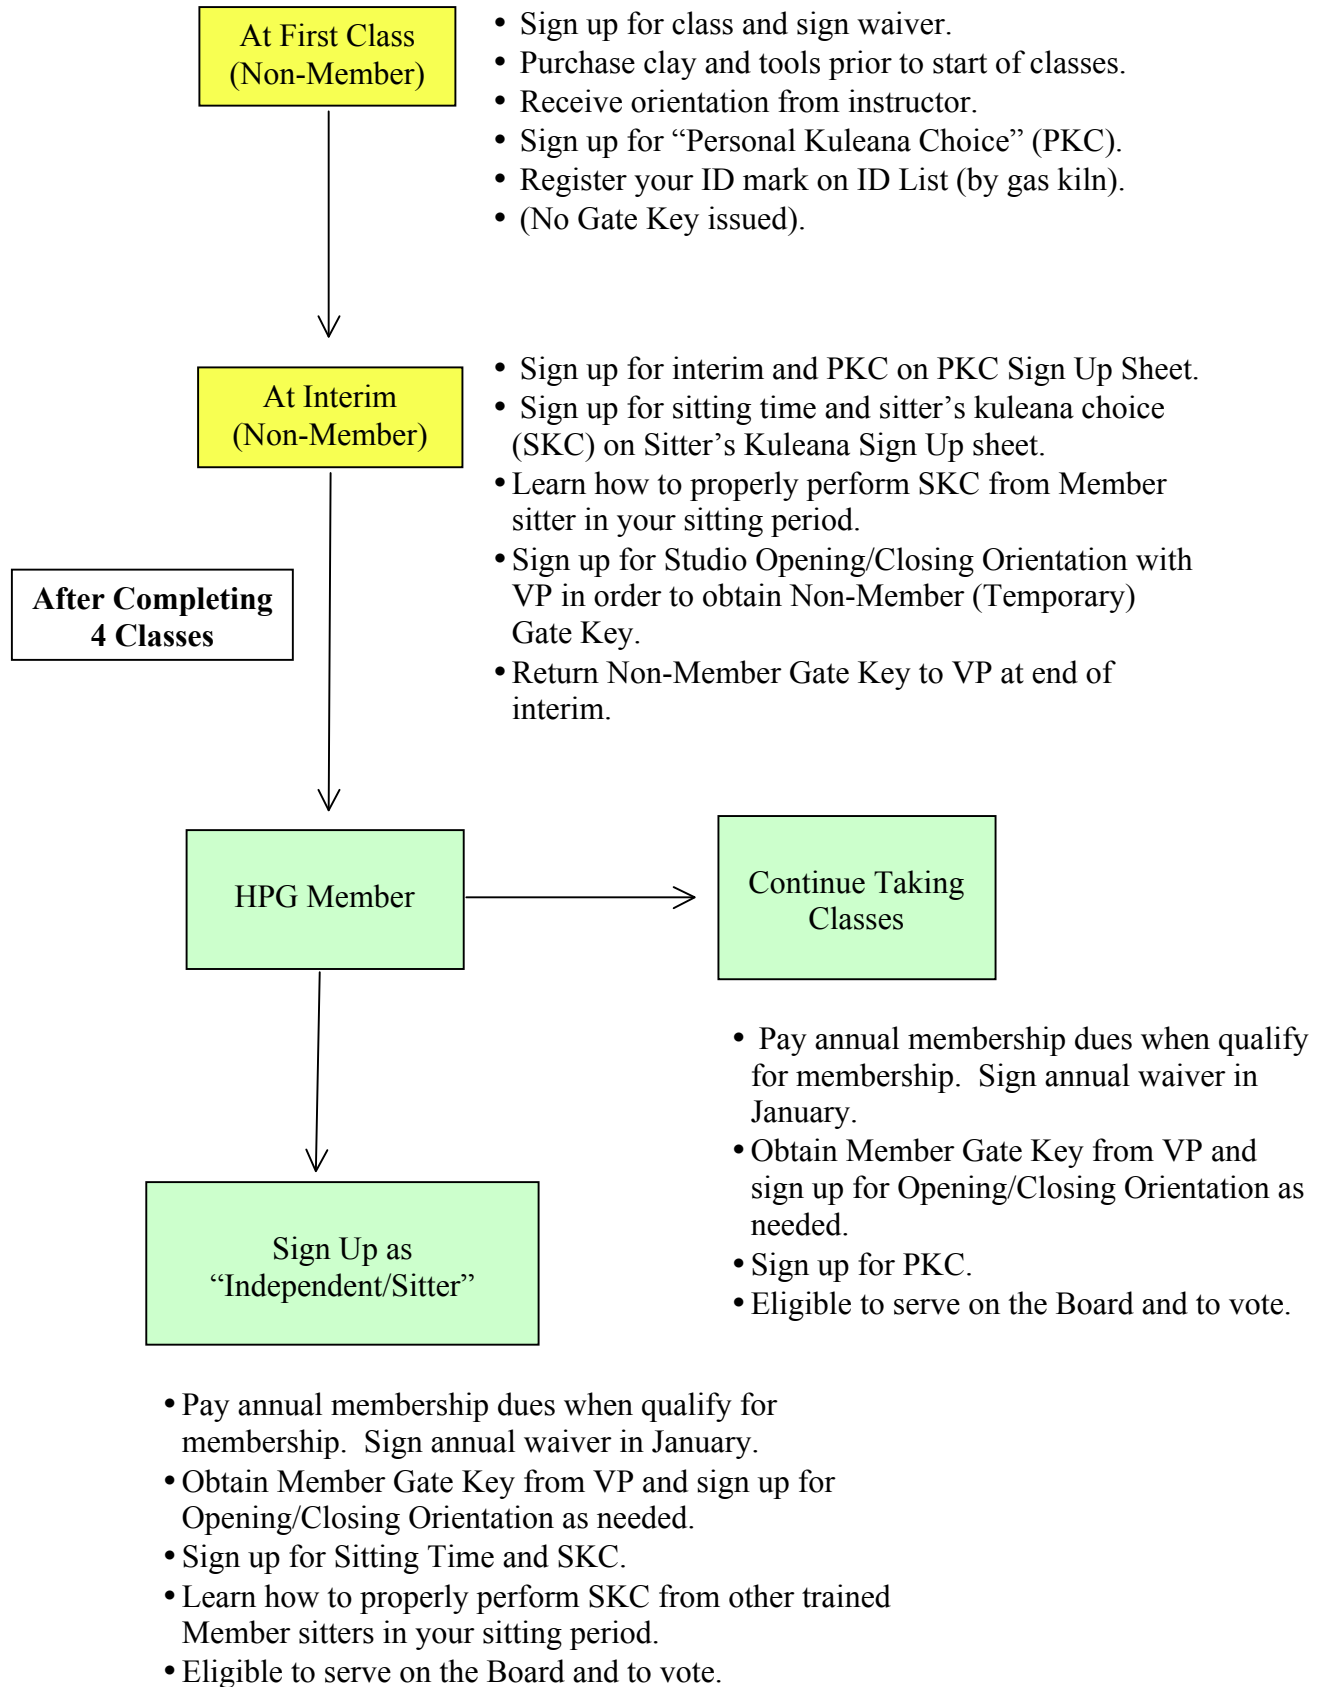 At First Class
(Non-Member)
• Sign up for class and sign waiver.
• Purchase clay and tools prior to start of classes.
• Receive orientation from instructor.
• Sign up for “Personal Kuleana Choice” (PKC).
• Register your ID mark on ID List (by gas kiln).
• (No Gate Key issued).
At Interim
(Non-Member)
• Sign up for interim and PKC on PKC Sign Up Sheet.
• Sign up for sitting time and sitter’s kuleana choice
(SKC) on Sitter’s Kuleana Sign Up sheet.
• Learn how to properly perform SKC from Member
sitter in your sitting period.
• Sign up for Studio Opening/Closing Orientation with
VP in order to obtain Non-Member (Temporary)
Gate Key.
• Return Non-Member Gate Key to VP at end of
interim.
After Completing
4 Classes
HPG Member
Continue Taking
Classes
• Pay annual membership dues when qualify
for membership.  Sign annual waiver in
January.
• Obtain Member Gate Key from VP and
sign up for Opening/Closing Orientation as
needed.
• Sign up for PKC.
• Eligible to serve on the Board and to vote.
Sign Up as
“Independent/Sitter”
• Pay annual membership dues when qualify for
membership.  Sign annual waiver in January.
• Obtain Member Gate Key from VP and sign up for
Opening/Closing Orientation as needed.
• Sign up for Sitting Time and SKC.
• Learn how to properly perform SKC from other trained
Member sitters in your sitting period.
• Eligible to serve on the Board and to vote.